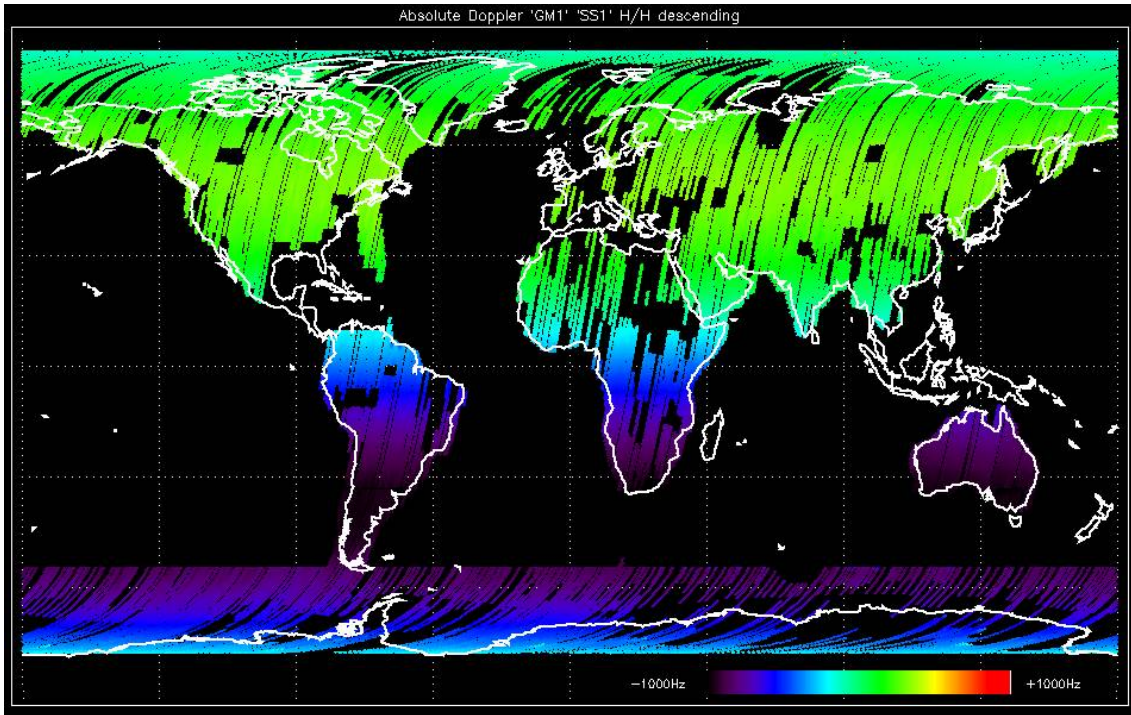 Absolute Doppler 'GM1' 'SS1' H/H descending
−1000Hz
+1000Hz